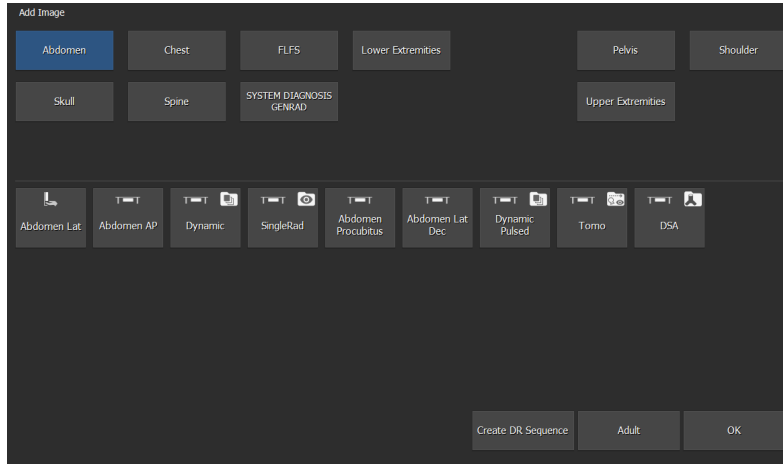 Add Image
Abdomen
Chest
FLFS
Lower Extremities
Pelvis
Shoulder
Skull
Spine
SYSTEM DIAGNOSIS
GENRAD
Upper Extremities
Abdomen Lat
Abdomen AP
Dynamic
SingleRad
Abdomen
Procubitus
Abdomen Lat
Dec
Dynamic
Pulsed
Tomo
DSA
Create DR Sequence
Adult
OK